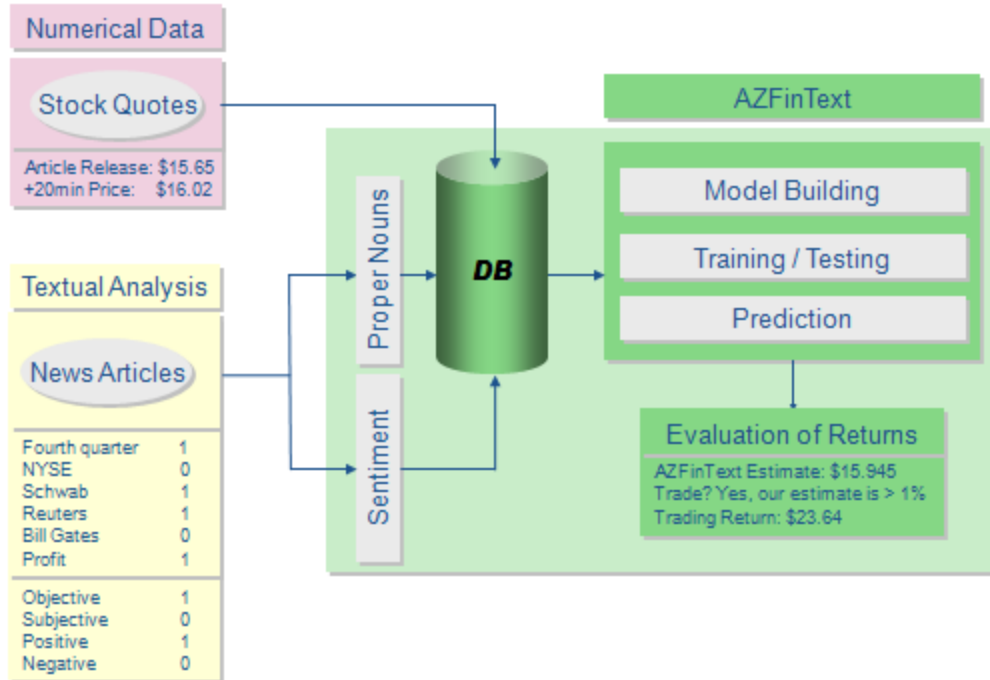 Numerical Data
Stock Quotes
Article Release: $15.65
+20min Price: $16.02
Textual Analysis
News Articles
Fourth quarter 1
NYSE 0
Schwab 1
Reuters 1
Bill Gates 0
Profit 1
Objective 1
Subjective 0
Positive 1
Negative 0
Proper Nouns
Sentiment
DB
AZFinText
Model Building
Training / Testing
Prediction
Evaluation of Returns
AZFinText Estimate: $15.945
Trade? Yes, our estimate is > 1%
Trading Return: $23.64